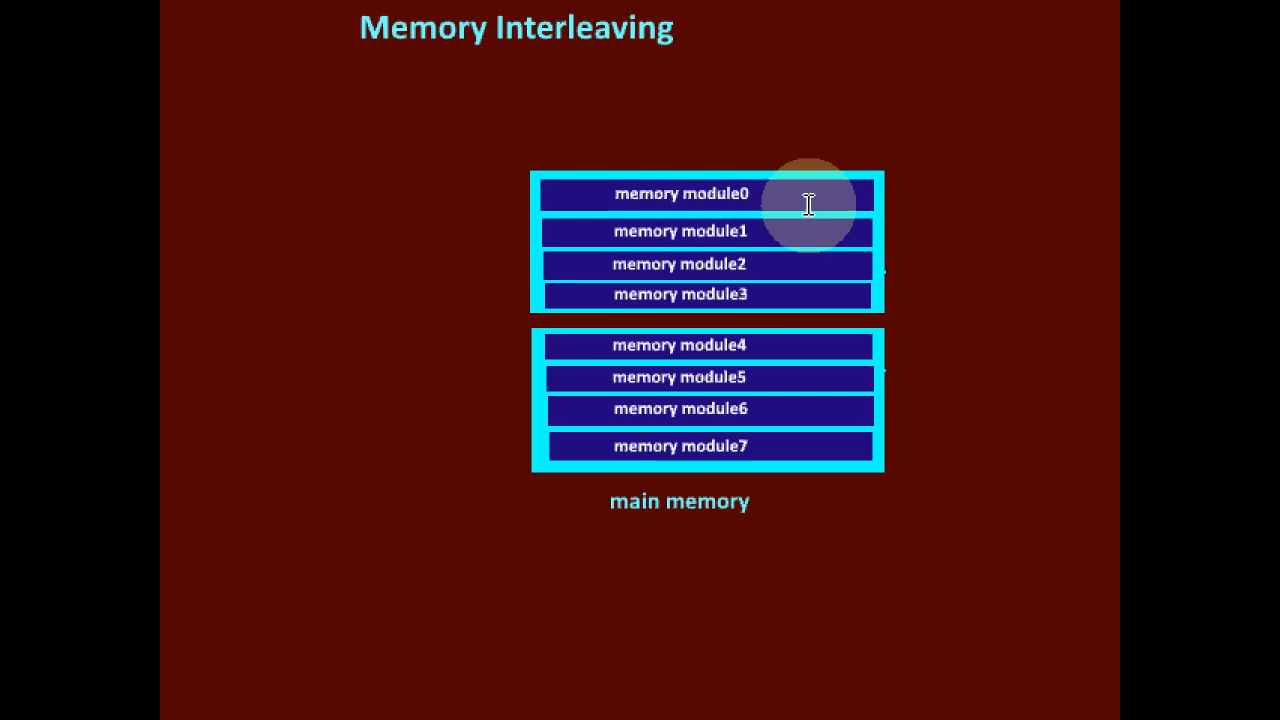 Memory Interleaving
memory module0
memory module1
memory module2
memory module3
memory module4
memory module5
memory module6
memory module7
main memory